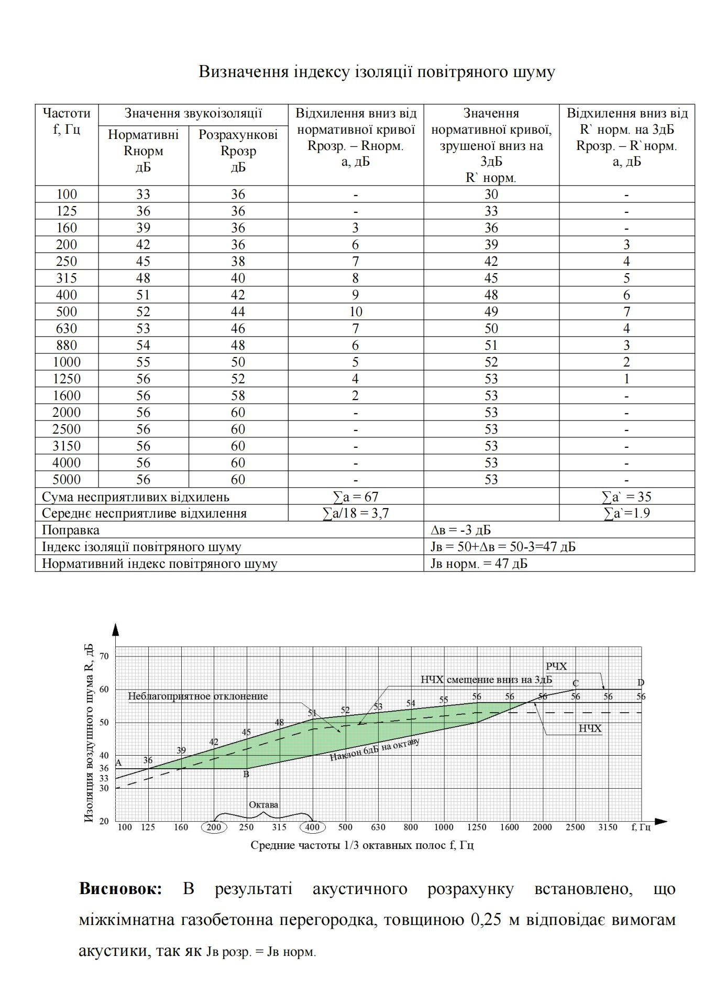 Визначення індексу ізоляції повітряного шуму
Частоти f, Гц
Значення звукоізоляції
Нормативні Rнорм дБ
Розрахункові Rрозр дБ
Відхилення вниз від нормативної кривої Rрозр. – Rнорм. а, дБ
Значення нормативної кривої, зрушеної вниз на 3дБ R` норм.
Відхилення вниз від R` норм. на 3дБ Rрозр. – R`норм. а, дБ
100 33 36 - 30 -
125 36 36 - 33 -
160 39 36 3 36 -
200 42 36 6 39 3
250 45 38 7 42 4
315 48 40 8 45 5
400 51 42 9 48 6
500 52 44 10 49 7
630 53 46 7 50 4
880 54 48 6 51 3
1000 55 50 5 52 2
1250 56 52 4 53 1
1600 56 58 2 53 -
2000 56 60 - 53 -
2500 56 60 - 53 -
3150 56 60 - 53 -
4000 56 60 - 53 -
5000 56 60 - 53 -
Сума несприятливих відхилень ∑а = 67 ∑а` = 35
Середнє несприятливе відхилення ∑а/18 = 3,7 ∑а`=1.9
Поправка Δв = -3 дБ
Індекс ізоляції повітряного шуму Jв = 50+Δв = 50-3=47 дБ
Нормативний індекс повітряного шуму Jв норм. = 47 дБ
Изоляция воздушного шума R, дБ
70
60
50
40
36
33
30
20
РЧХ
НЧХ смещение вниз на 3дБ
C
D
Неблагоприятное отклонение
36 39 42 45 48 51 52 53 54 55 56 56 56 56 56 56
НЧХ
Наклон 6дБ на октаву
A
B
Октава
100 125 160 200 250 315 400 500 630 800 1000 1250 1600 2000 2500 3150 f, Гц
Средние частоты 1/3 октавных полос f, Гц
Висновок: В результаті акустичного розрахунку встановлено, що
міжкімнатна газобетонна перегородка, товщиною 0,25 м відповідає вимогам
акустики, так як Jв розр. = Jв норм.